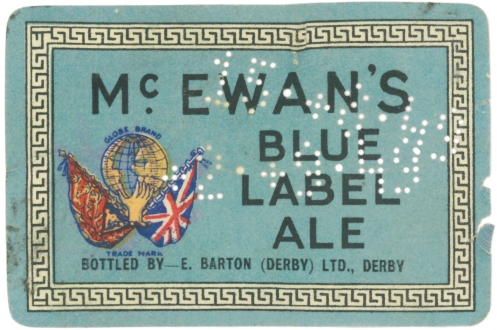 McEWAN'S
BLUE
LABEL
ALE
GLOBE BRAND
TRADE MARK
BOTTLED BY—E. BARTON (DERBY) LTD., DERBY